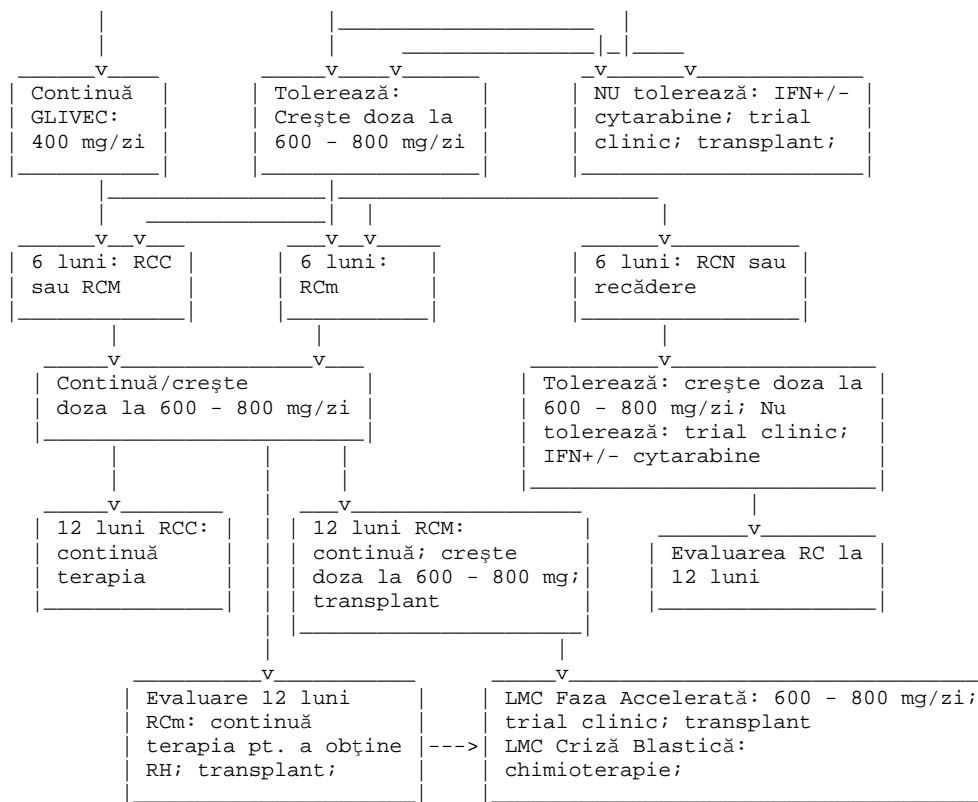 Continuă
GLIVEC:
400 mg/zi
Tolerează:
Creşte doza la
600 - 800 mg/zi
NU tolerează: IFN+/-
cytarabine; trial
clinic; transplant;
6 luni: RCC
sau RCM
6 luni:
RCm
6 luni: RCN sau
recădere
Continuă/creşte
doza la 600 - 800 mg/zi
Tolerează: creşte doza la
600 - 800 mg/zi; Nu
tolerează: trial clinic;
IFN+/- cytarabine
12 luni RCC:
continuă
terapia
12 luni RCM:
continuă; creşte
doza la 600 - 800 mg;
transplant
Evaluarea RC la
12 luni
Evaluare 12 luni
RCm: continuă
terapia pt. a obţine
RH; transplant;
LMC Faza Accelerată: 600 - 800 mg/zi;
trial clinic; transplant
LMC Criză Blastică:
chimioterapie;